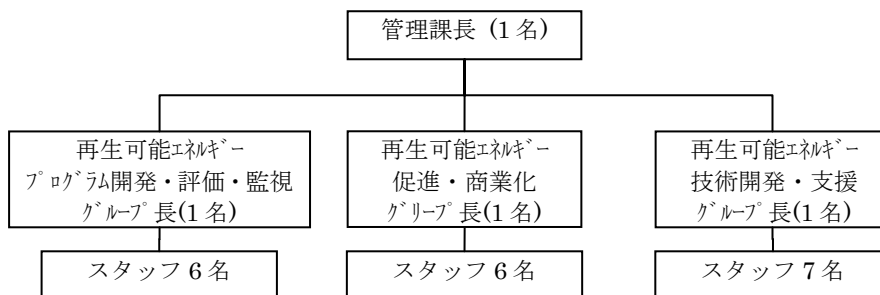 管理課長 (1名)
再生可能ｴﾈﾙｷﾞｰ
ﾌﾟﾛｸﾞﾗﾑ開発・評価・監視
ｸﾞﾙｰﾌﾟ長(1名)
再生可能ｴﾈﾙｷﾞｰ
促進・商業化
ｸﾞﾘｰﾌﾟ長(1名)
再生可能ｴﾈﾙｷﾞｰ
技術開発・支援
ｸﾞﾙｰﾌﾟ長(1名)
スタッフ6名
スタッフ6名
スタッフ7名